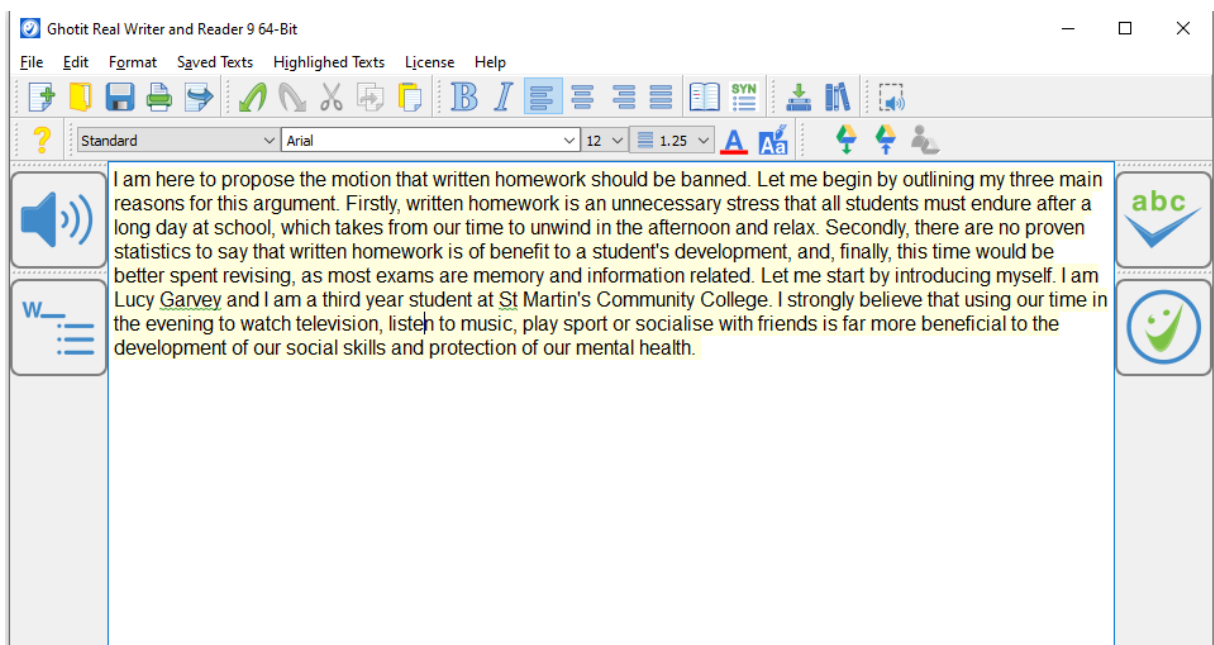 Ghotit Real Writer and Reader 9 64-Bit
File Edit Format Saved Texts Highlighed Texts License Help
B I SYN
? Standard Arial 12 1.25 A Aa
I am here to propose the motion that written homework should be banned. Let me begin by outlining my three main
reasons for this argument. Firstly, written homework is an unnecessary stress that all students must endure after a
long day at school, which takes from our time to unwind in the afternoon and relax. Secondly, there are no proven
statistics to say that written homework is of benefit to a student's development, and, finally, this time would be
better spent revising, as most exams are memory and information related. Let me start by introducing myself. I am
Lucy Garvey and I am a third year student at St Martin's Community College. I strongly believe that using our time in
the evening to watch television, listen to music, play sport or socialise with friends is far more beneficial to the
development of our social skills and protection of our mental health.
W
abc